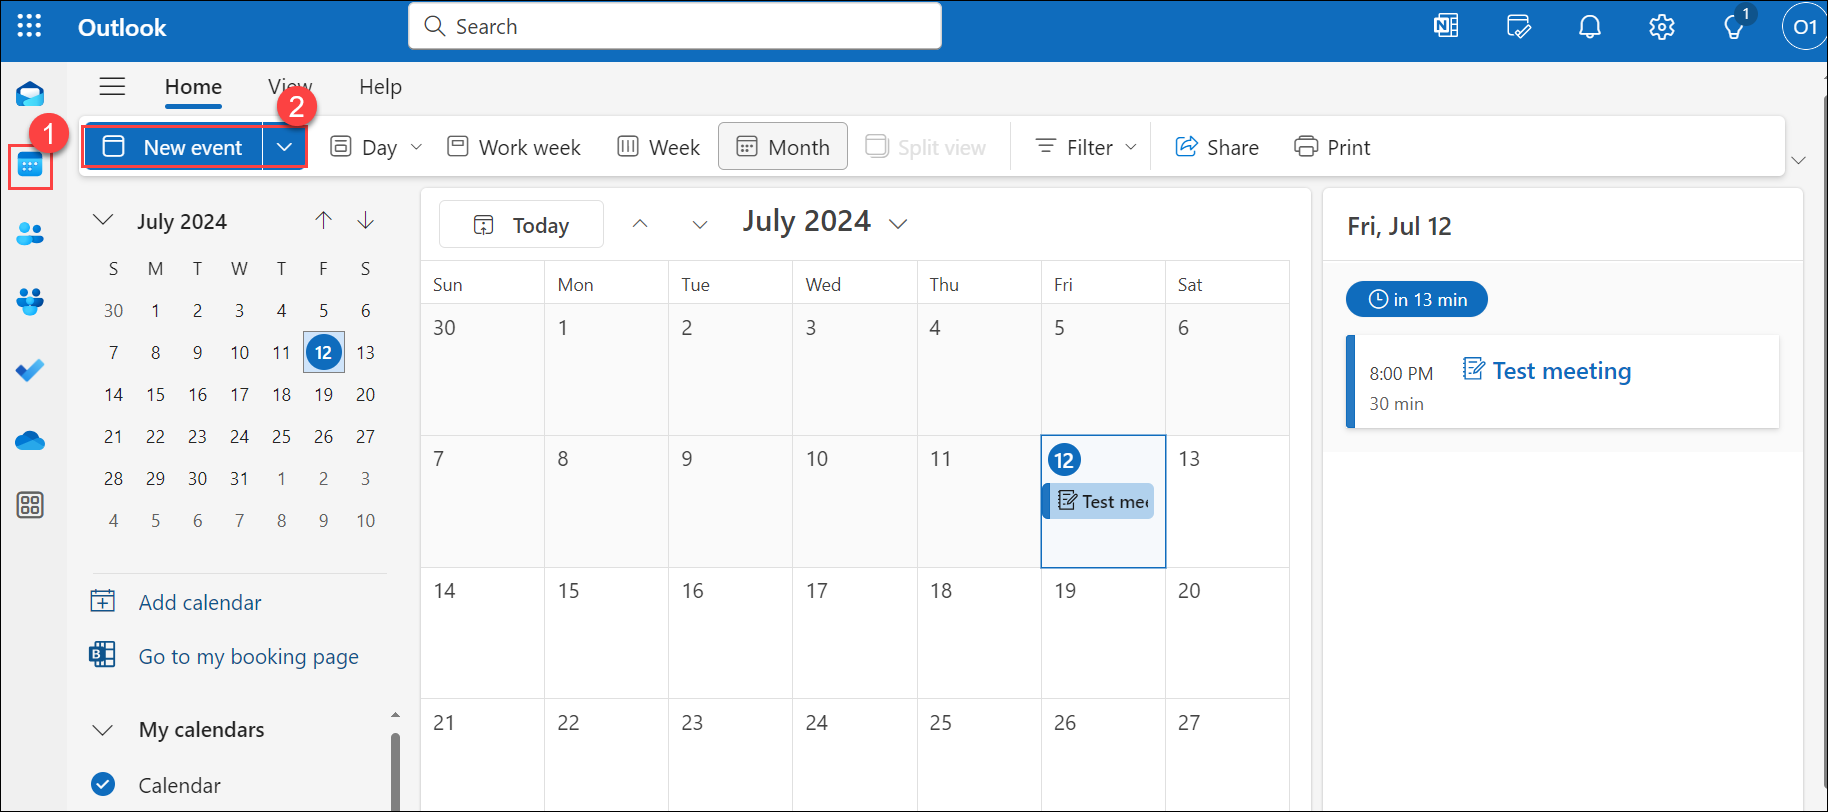 Outlook
Search
1
O1
Home
View
Help
1
2
New event
Day
Work week
Week
Month
Split view
Filter
Share
Print
July 2024
S M T W T F S
30 1 2 3 4 5 6
7 8 9 10 11 12 13
14 15 16 17 18 19 20
21 22 23 24 25 26 27
28 29 30 31 1 2 3
4 5 6 7 8 9 10
Add calendar
Go to my booking page
My calendars
Calendar
Today
July 2024
Sun Mon Tue Wed Thu Fri Sat
30 1 2 3 4 5 6
7 8 9 10 11 12 13
Test mee
14 15 16 17 18 19 20
21 22 23 24 25 26 27
Fri, Jul 12
in 13 min
8:00 PM Test meeting
30 min